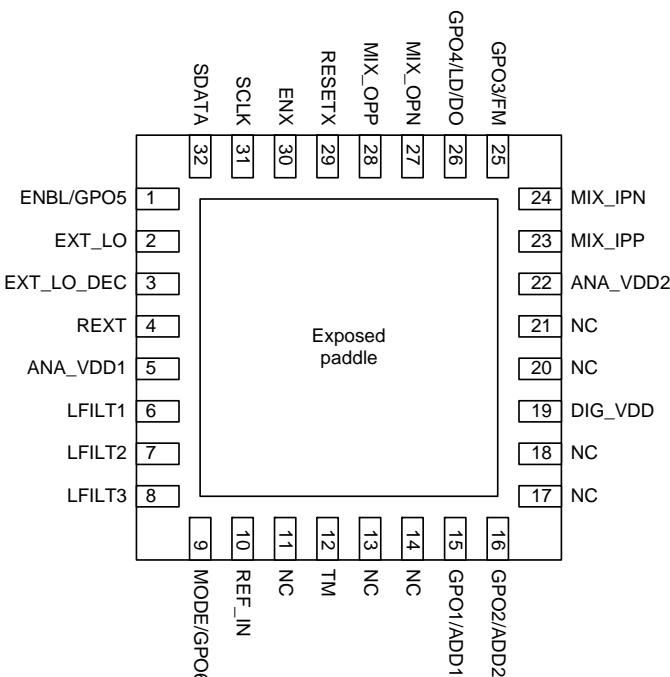 SDATA
SCLK
ENX
RESETX
MIX_OPP
MIX_OPN
GPO4/LD/DO
GPO3/FM
32
31
30
29
28
27
26
25
ENBL/GPO5 1
EXT_LO 2
EXT_LO_DEC 3
REXT 4
ANA_VDD1 5
LFILT1 6
LFILT2 7
LFILT3 8
Exposed
paddle
24 MIX_IPN
23 MIX_IPP
22 ANA_VDD2
21 NC
20 NC
19 DIG_VDD
18 NC
17 NC
9
10
11
12
13
14
15
16
MODE/GPO6
REF_IN
NC
TM
NC
NC
GPO1/ADD1
GPO2/ADD2